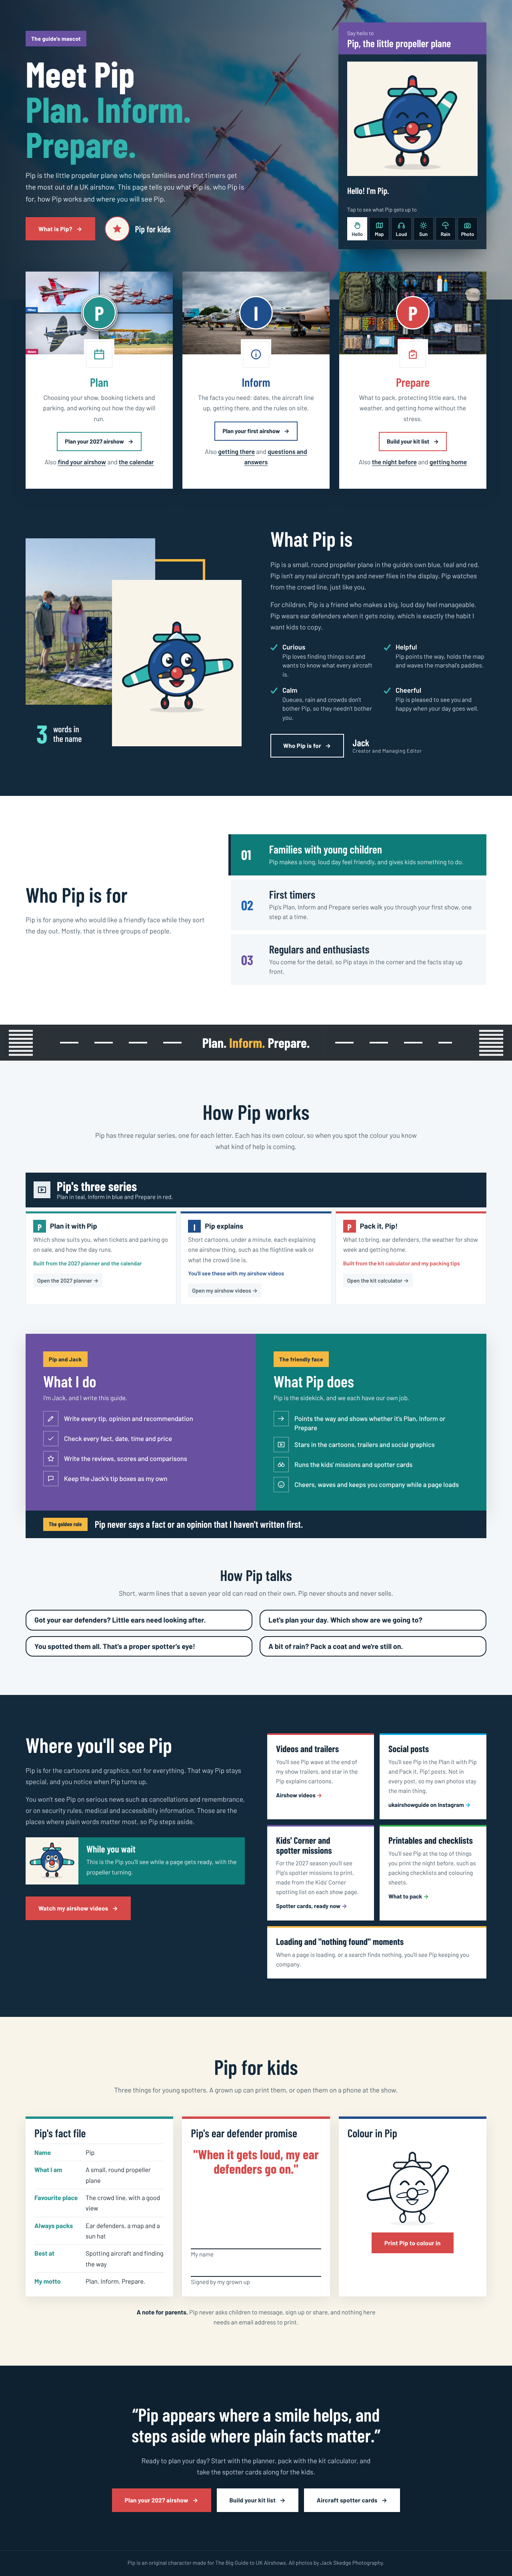 The guide's mascot
Meet Pip
Plan. Inform.
Prepare.
Pip is the little propeller plane who helps families and first timers get
the most out of a UK airshow. This page tells you what Pip is, who Pip is
for, how Pip works and where you will see Pip.
What is Pip? →
Pip for kids
Say hello to
Pip, the little propeller plane
Hello! I'm Pip.
Tap to see what Pip gets up to
Hello
Map
Loud
Sun
Rain
Photo
P
Plan
Choosing your show, booking tickets and
parking, and working out how the day will
run.
Plan your 2027 airshow →
Also find your airshow and the calendar
I
Inform
The facts you need: dates, the aircraft line
up, getting there, and the rules on site.
Plan your first airshow →
Also getting there and questions and
answers
P
Prepare
What to pack, protecting little ears, the
weather, and getting home without the
stress.
Build your kit list →
Also the night before and getting home
3 words in
the name
What Pip is
Pip is a small, round propeller plane in the guide's own blue, teal and red.
Pip isn't any real aircraft type and never flies in the display. Pip watches
from the crowd line, just like you.
For children, Pip is a friend who makes a big, loud day feel manageable.
Pip wears ear defenders when it gets noisy, which is exactly the habit I
want kids to copy.
Curious
Pip loves finding things out and
wants to know what every aircraft
is.
Helpful
Pip points the way, holds the map
and waves the marshal's paddles.
Calm
Queues, rain and crowds don't
bother Pip, so they needn't bother
you.
Cheerful
Pip is pleased to see you and
happy when your day goes well.
Who Pip is for →
Jack
Creator and Managing Editor
Who Pip is for
Pip is for anyone who would like a friendly face while they sort
the day out. Mostly, that is three groups of people.
01
Families with young children
Pip makes a long, loud day feel friendly, and gives kids something to do.
02
First timers
Pip's Plan, Inform and Prepare series walk you through your first show, one
step at a time.
03
Regulars and enthusiasts
You come for the detail, so Pip stays in the corner and the facts stay up
front.
Plan. Inform. Prepare.
How Pip works
Pip has three regular series, one for each letter. Each has its own colour, so when you spot the colour you know
what kind of help is coming.
Pip's three series
Plan in teal, Inform in blue and Prepare in red.
P Plan it with Pip
Which show suits you, when tickets and parking go
on sale, and how the day runs.
Built from the 2027 planner and the calendar
Open the 2027 planner →
I Pip explains
Short cartoons, under a minute, each explaining
one airshow thing, such as the flightline walk or
what the crowd line is.
You'll see these with my airshow videos
Open my airshow videos →
P Pack it, Pip!
What to bring, ear defenders, the weather for show
week and getting home.
Built from the kit calculator and my packing tips
Open the kit calculator →
Pip and Jack
What I do
I'm Jack, and I write this guide.
Write every tip, opinion and recommendation
Check every fact, date, time and price
Write the reviews, scores and comparisons
Keep the Jack's tip boxes as my own
The friendly face
What Pip does
Pip is the sidekick, and we each have our own job.
Points the way and shows whether it's Plan, Inform or
Prepare
Stars in the cartoons, trailers and social graphics
Runs the kids' missions and spotter cards
Cheers, waves and keeps you company while a page loads
The golden rule
Pip never says a fact or an opinion that I haven't written first.
How Pip talks
Short, warm lines that a seven year old can read on their own. Pip never shouts and never sells.
Got your ear defenders? Little ears need looking after.
Let's plan your day. Which show are we going to?
You spotted them all. That's a proper spotter's eye!
A bit of rain? Pack a coat and we're still on.
Where you'll see Pip
Pip is for the cartoons and graphics, not for everything. That way Pip stays
special, and you notice when Pip turns up.
You won't see Pip on serious news such as cancellations and remembrance,
or on security rules, medical and accessibility information. Those are the
places where plain words matter most, so Pip steps aside.
While you wait
This is the Pip you'll see while a page gets ready, with the
propeller turning.
Watch my airshow videos →
Videos and trailers
You'll see Pip wave at the end of
my show trailers, and star in the
Pip explains cartoons.
Airshow videos →
Social posts
You'll see Pip in the Plan it with Pip
and Pack it, Pip! posts. Not in
every post, so my own photos stay
the main thing.
ukairshowguide on Instagram →
Kids' Corner and
spotter missions
For the 2027 season you'll see
Pip's spotter missions to print,
made from the Kids' Corner
spotting list on each show page.
Spotter cards, ready now →
Printables and checklists
You'll see Pip at the top of things
you print the night before, such as
packing checklists and colouring
sheets.
What to pack →
Loading and "nothing found" moments
When a page is loading, or a search finds nothing, you'll see Pip keeping you
company.
Pip for kids
Three things for young spotters. A grown up can print them, or open them on a phone at the show.
Pip's fact file
Name Pip
What I am A small, round propeller
plane
Favourite place The crowd line, with a good
view
Always packs Ear defenders, a map and a
sun hat
Best at Spotting aircraft and finding
the way
My motto Plan. Inform. Prepare.
Pip's ear defender promise
"When it gets loud, my ear
defenders go on."
My name
Signed by my grown up
Colour in Pip
Print Pip to colour in
A note for parents. Pip never asks children to message, sign up or share, and nothing here
needs an email address to print.
“Pip appears where a smile helps, and
steps aside where plain facts matter.”
Ready to plan your day? Start with the planner, pack with the kit calculator, and
take the spotter cards along for the kids.
Plan your 2027 airshow →
Build your kit list →
Aircraft spotter cards →
Pip is an original character made for The Big Guide to UK Airshows. All photos by Jack Skedge Photography.